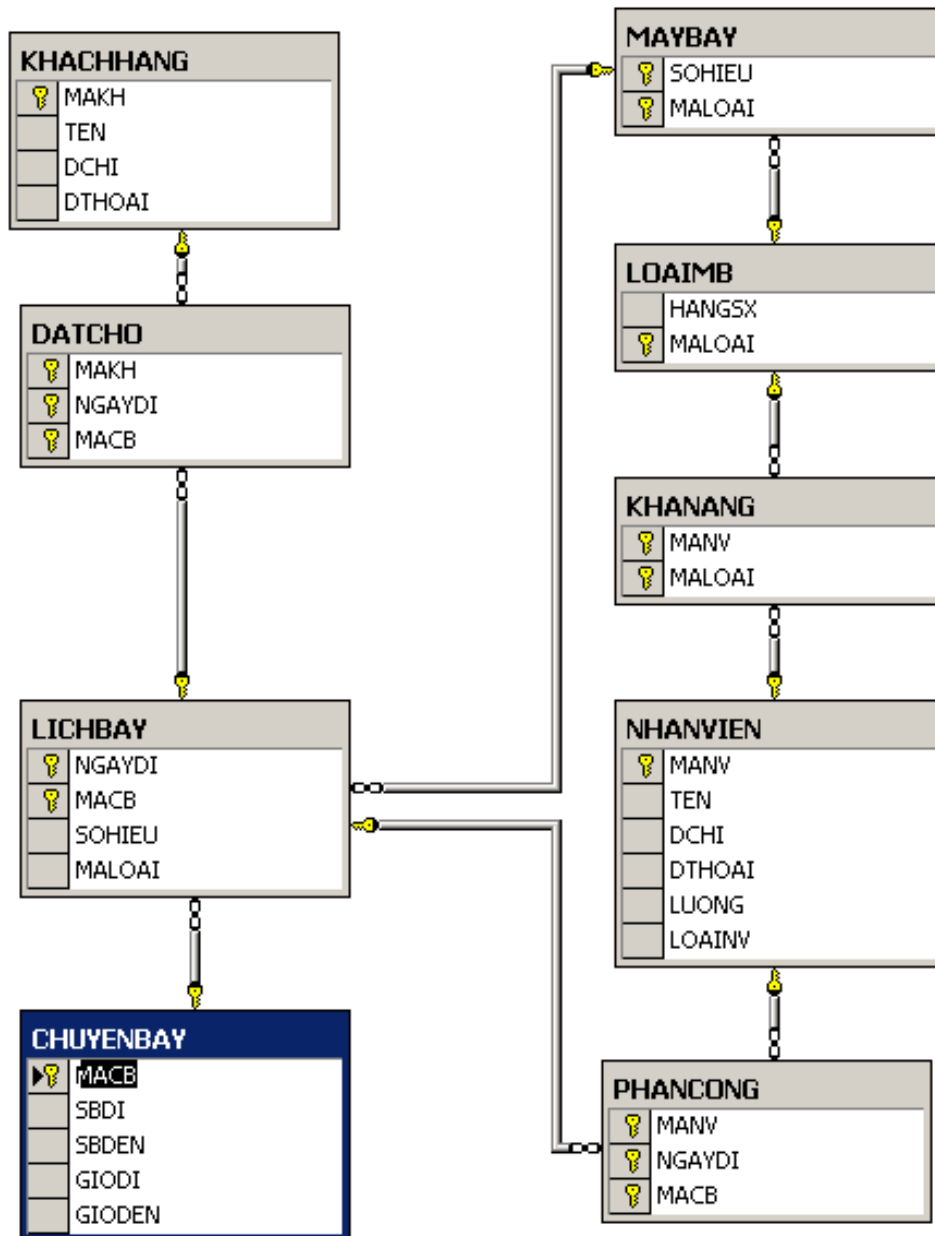 KHACHHANG
MAKH
TEN
DCHI
DTHOAI
DATCHO
MAKH
NGAYDI
MACB
LICHBAY
NGAYDI
MACB
SOHIEU
MALOAI
CHUYENBAY
MACB
SBDI
SBDEN
GIODI
GIODEN
MAYBAY
SOHIEU
MALOAI
LOAIMB
HANGSX
MALOAI
KHANANG
MANV
MALOAI
NHANVIEN
MANV
TEN
DCHI
DTHOAI
LUONG
LOAINV
PHANCONG
MANV
NGAYDI
MACB